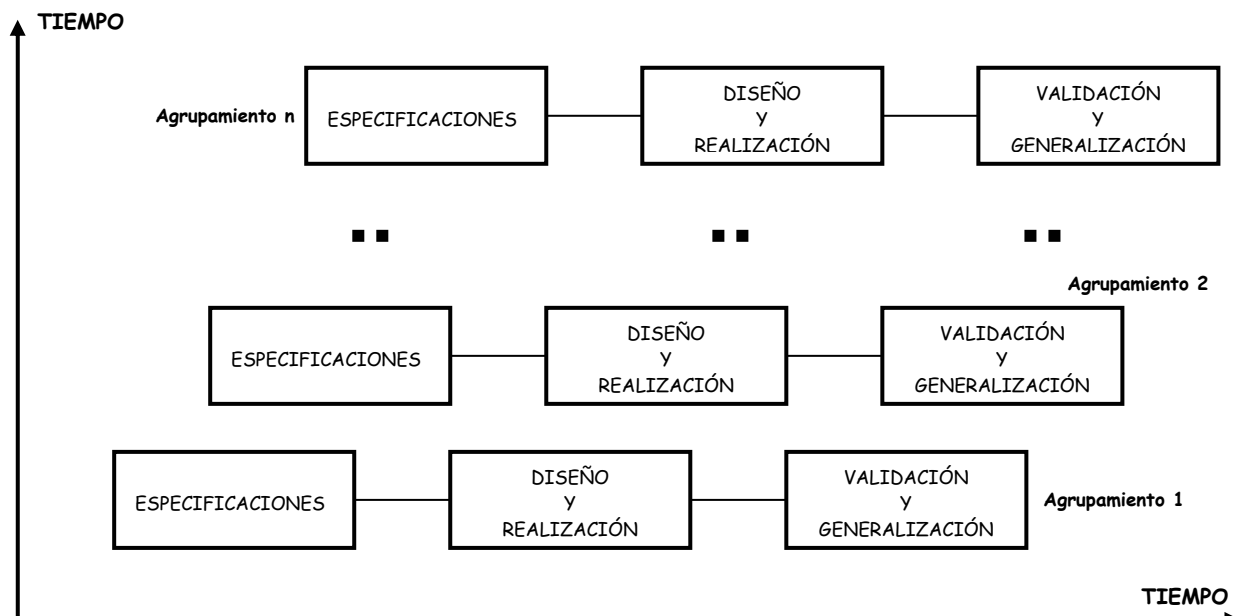 TIEMPO
Agrupamiento n
ESPECIFICACIONES
DISEÑO
Y
REALIZACIÓN
VALIDACIÓN
Y
GENERALIZACIÓN
Agrupamiento 2
ESPECIFICACIONES
DISEÑO
Y
REALIZACIÓN
VALIDACIÓN
Y
GENERALIZACIÓN
ESPECIFICACIONES
DISEÑO
Y
REALIZACIÓN
VALIDACIÓN
Y
GENERALIZACIÓN
Agrupamiento 1
TIEMPO